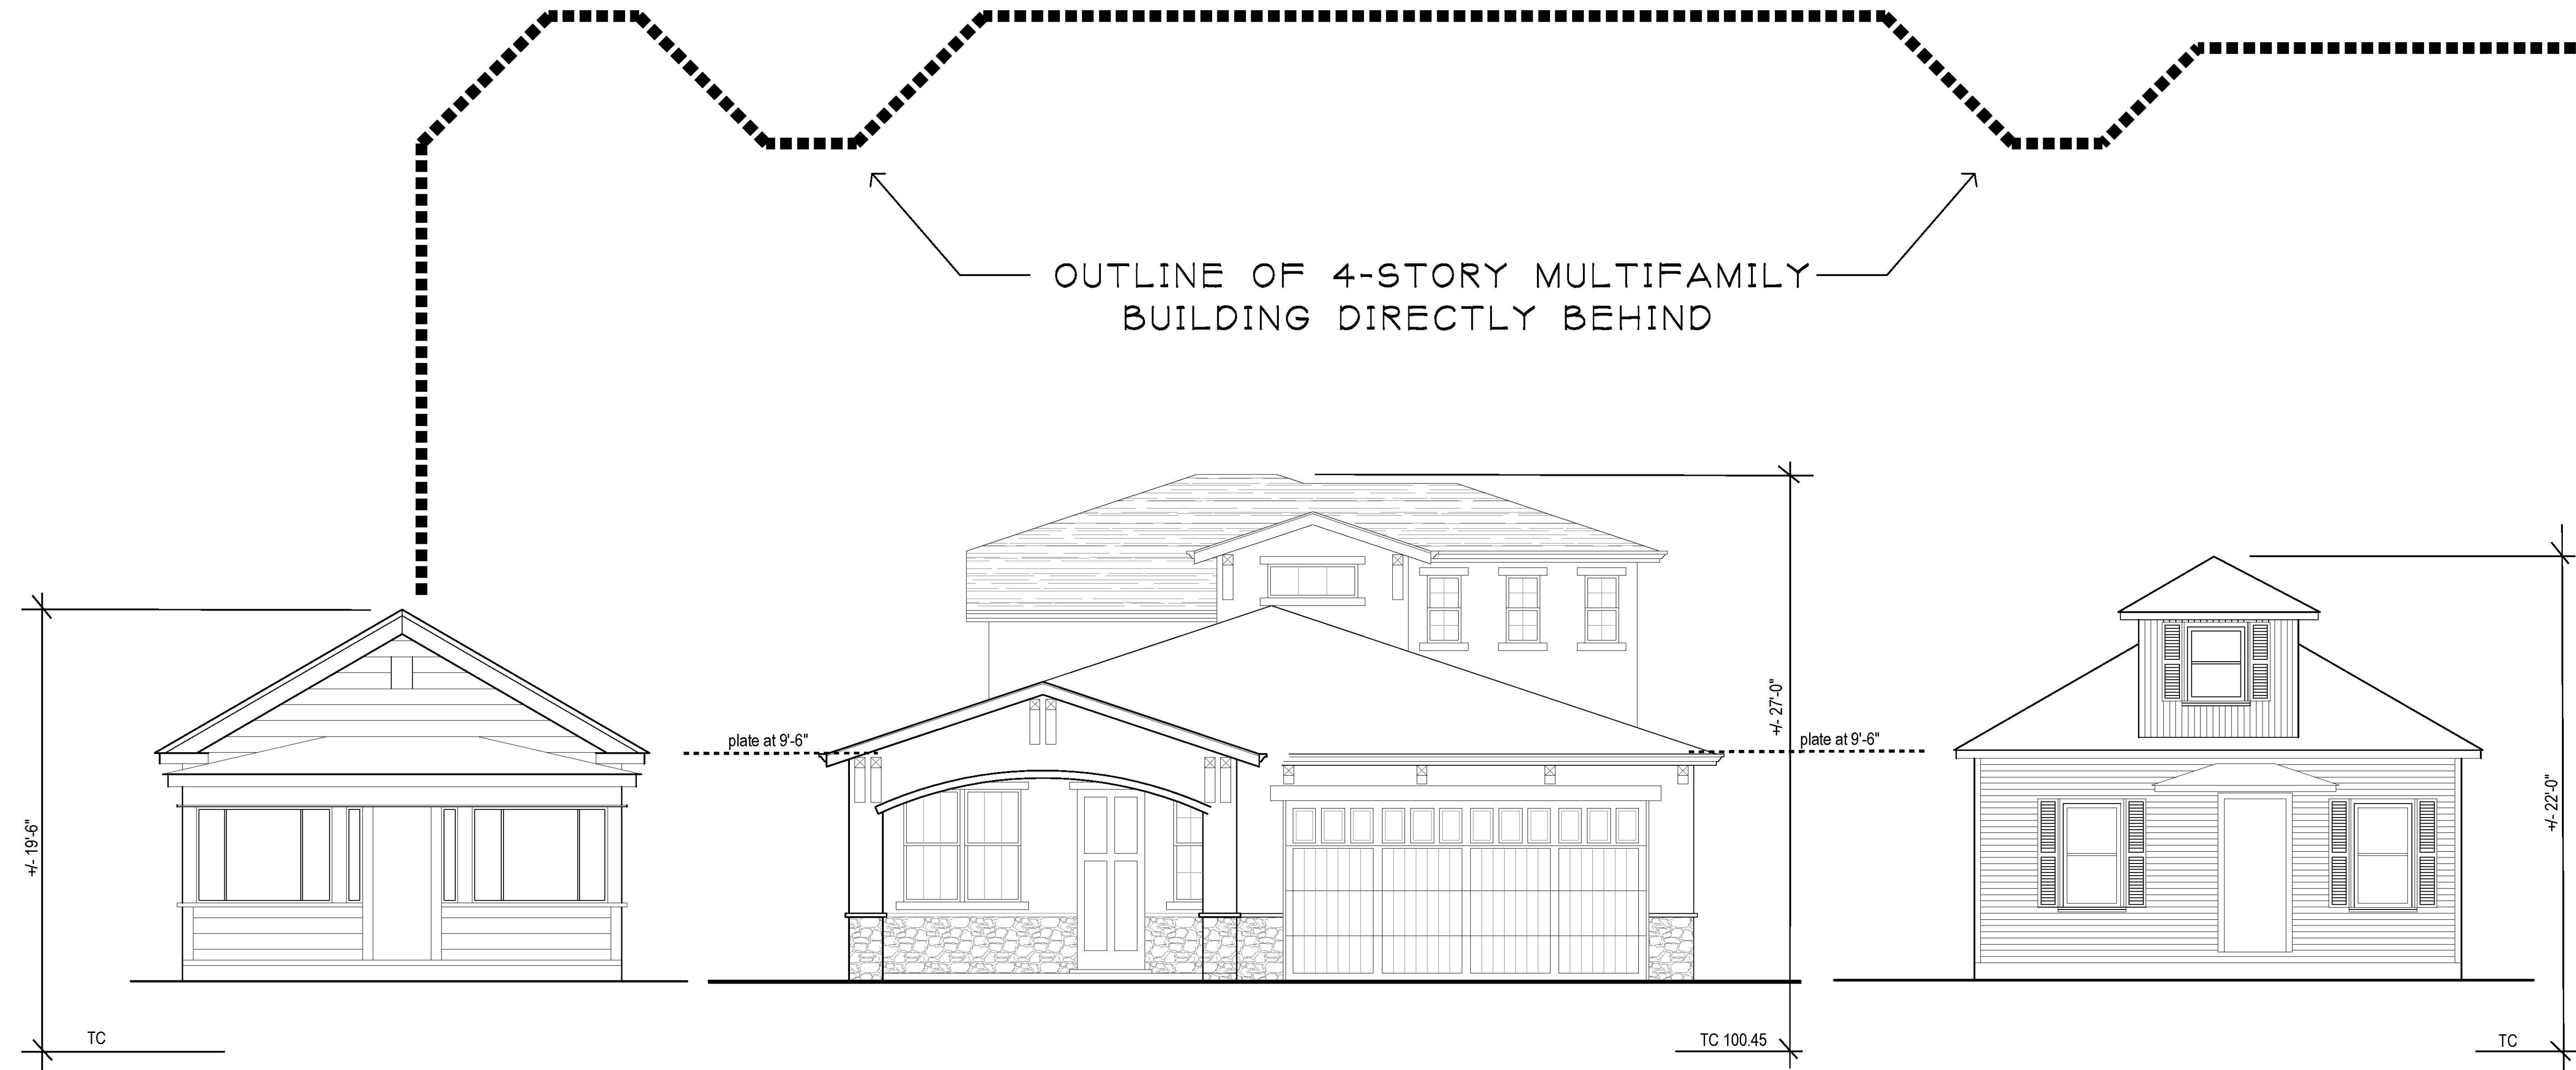 OUTLINE OF 4-STORY MULTIFAMILY
BUILDING DIRECTLY BEHIND
+/- 19'-6"
TC
plate at 9'-6"
+/- 27'-0"
plate at 9'-6"
TC 100.45
+/- 22'-0"
TC